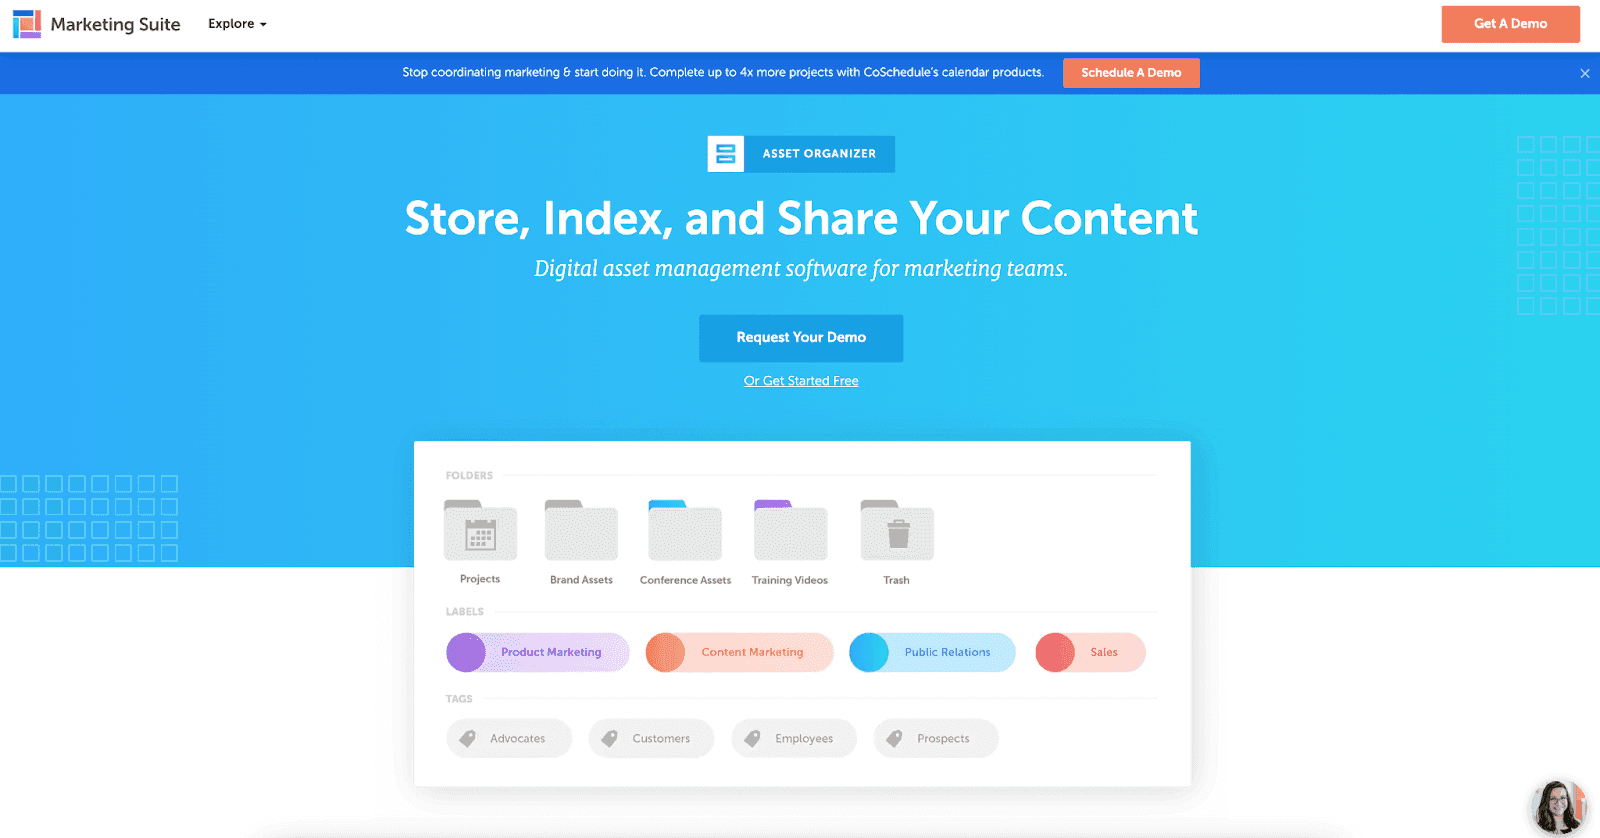 Marketing Suite
Explore
Get A Demo
Stop coordinating marketing & start doing it. Complete up to 4x more projects with CoSchedule's calendar products.
Schedule A Demo
ASSET ORGANIZER
Store, Index, and Share Your Content
Digital asset management software for marketing teams.
Request Your Demo
Or Get Started Free
FOLDERS
Projects
Brand Assets
Conference Assets
Training Videos
Trash
LABELS
Product Marketing
Content Marketing
Public Relations
Sales
TAGS
Advocates
Customers
Employees
Prospects